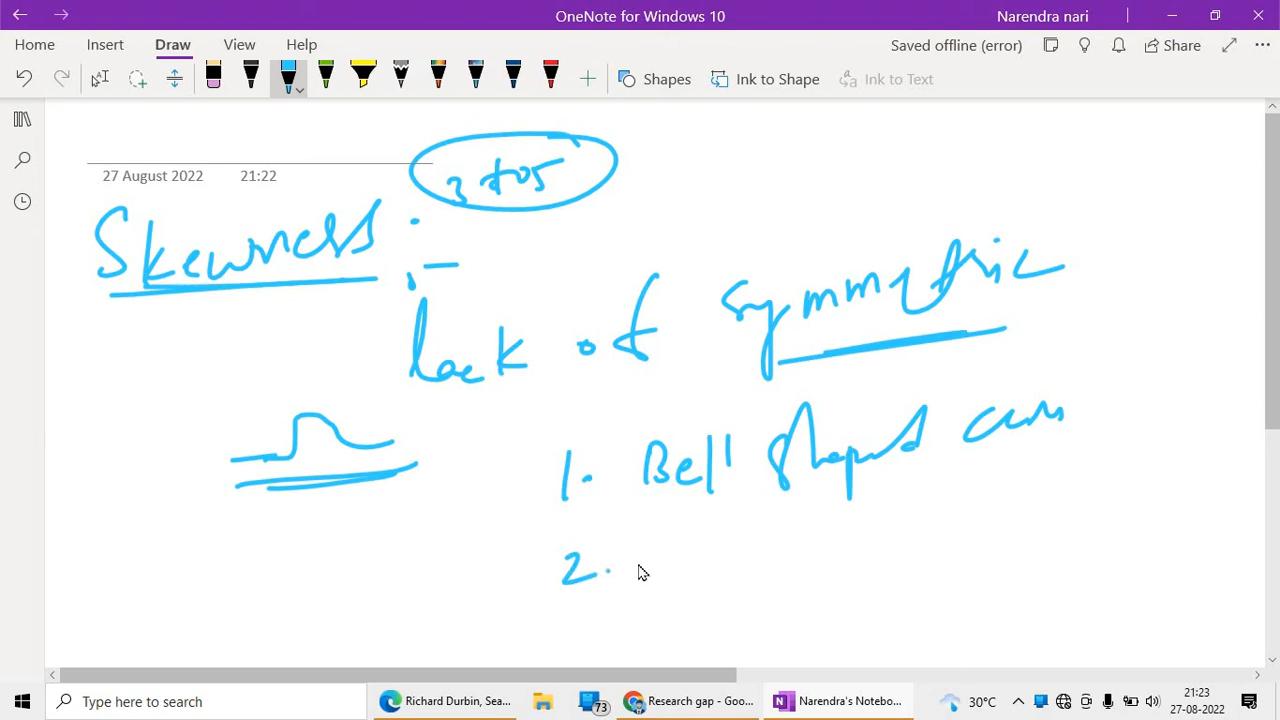 OneNote for Windows 10
Narendra nari
Home Insert Draw View Help
Saved offline (error)
Share
Shapes
Ink to Shape
Ink to Text
3 to 5
27 August 2022 21:22
Skewness :-
lack of symmetric
1. Bell shaped
2.
Type here to search
Richard Durbin, Sea...
73
Research gap - Goo...
Narendra's Notebo...
30°C
21:23
27-08-2022